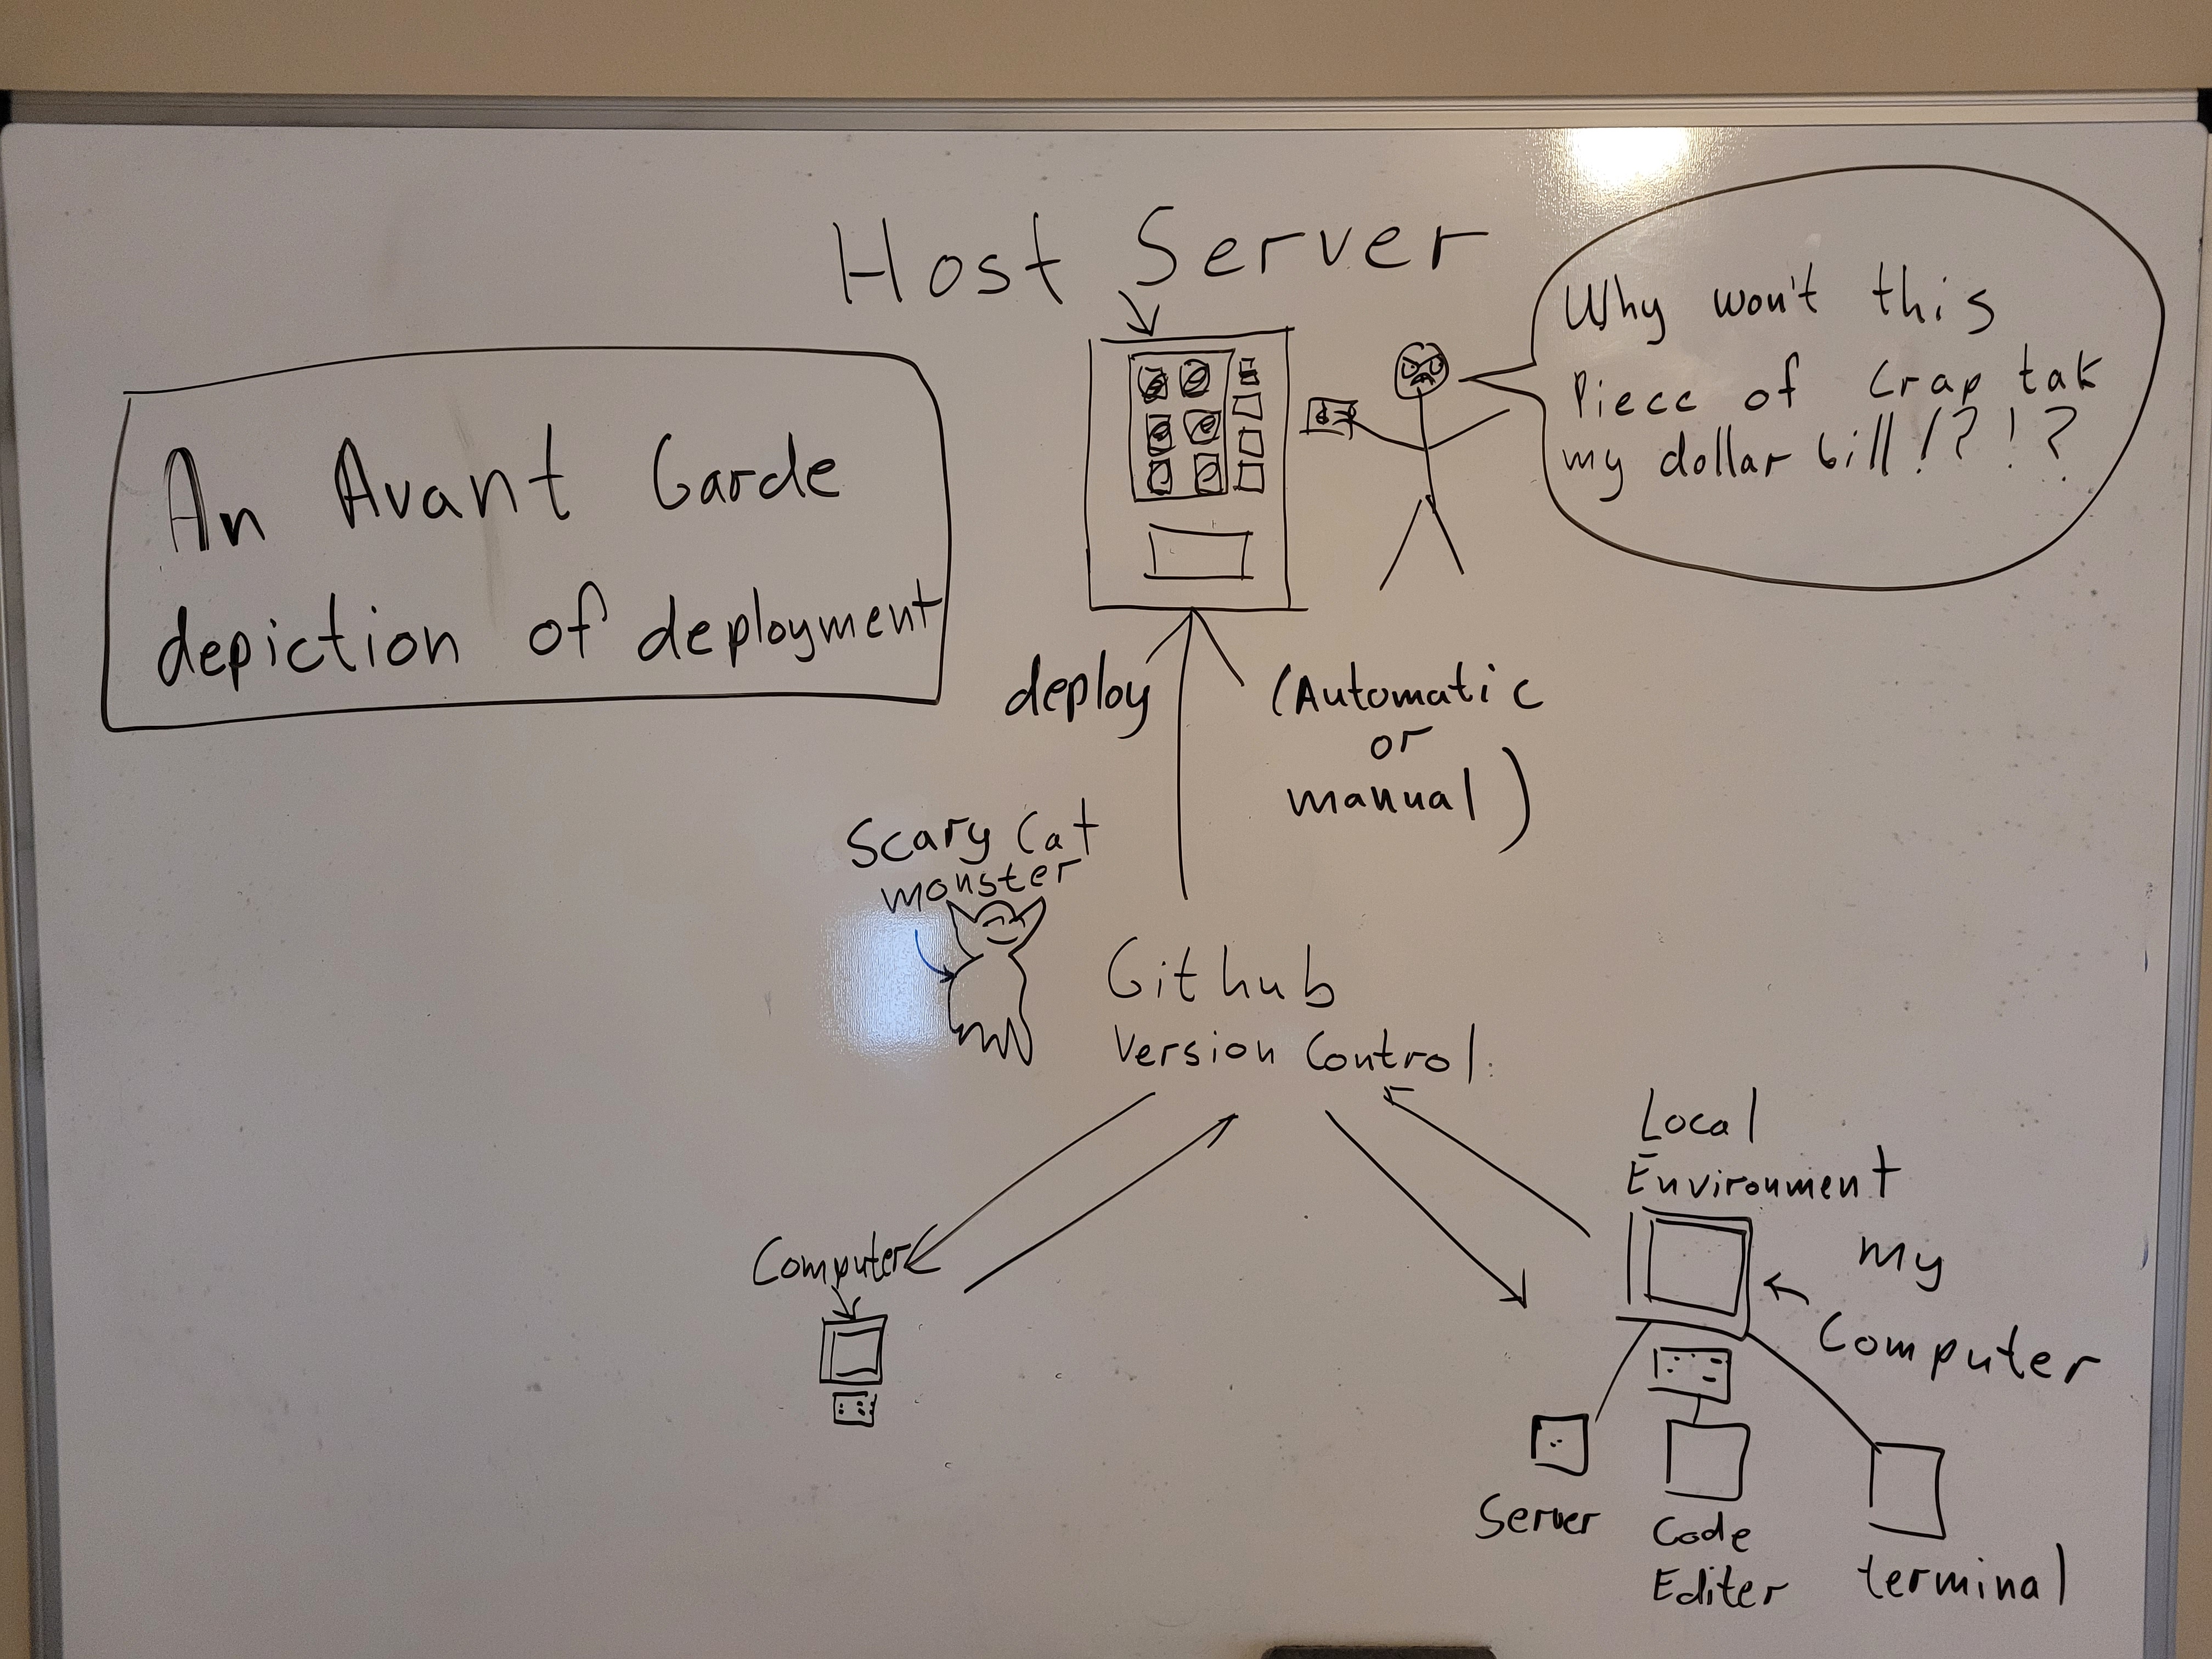 Host Server
An Avant Garde
depiction of deployment
Why won't this
Piece of Crap tak
my dollar bill!?!?
deploy
(Automatic
or
manual)
Scary Cat
monster
Github
Version Control
Computer
Local
Environment
my
Computer
Server
Code
Editer
terminal